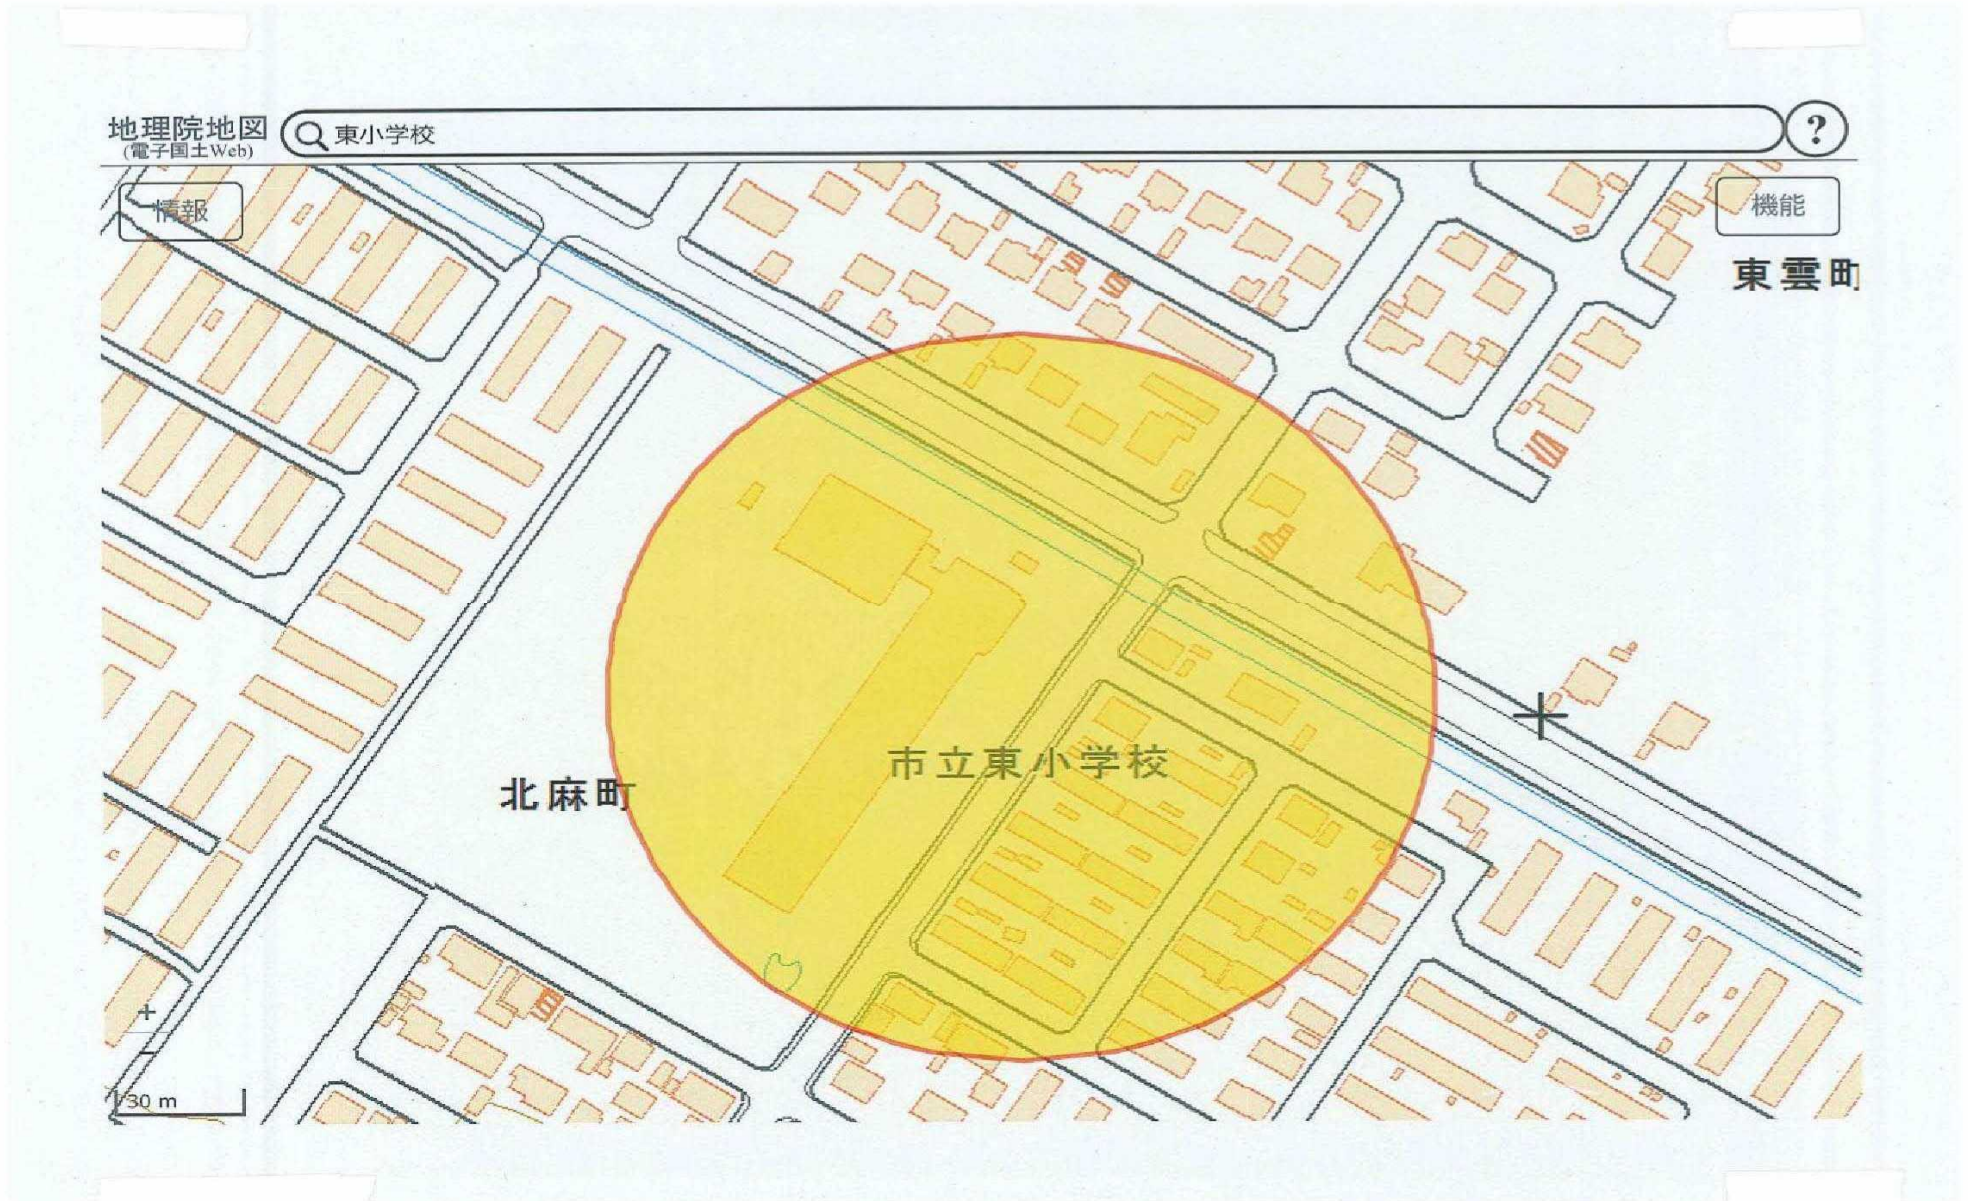 地理院地図
(電子国土Web)
東小学校
?
情報
機能
東雲町
市立東小学校
北麻町
+
−
30 m